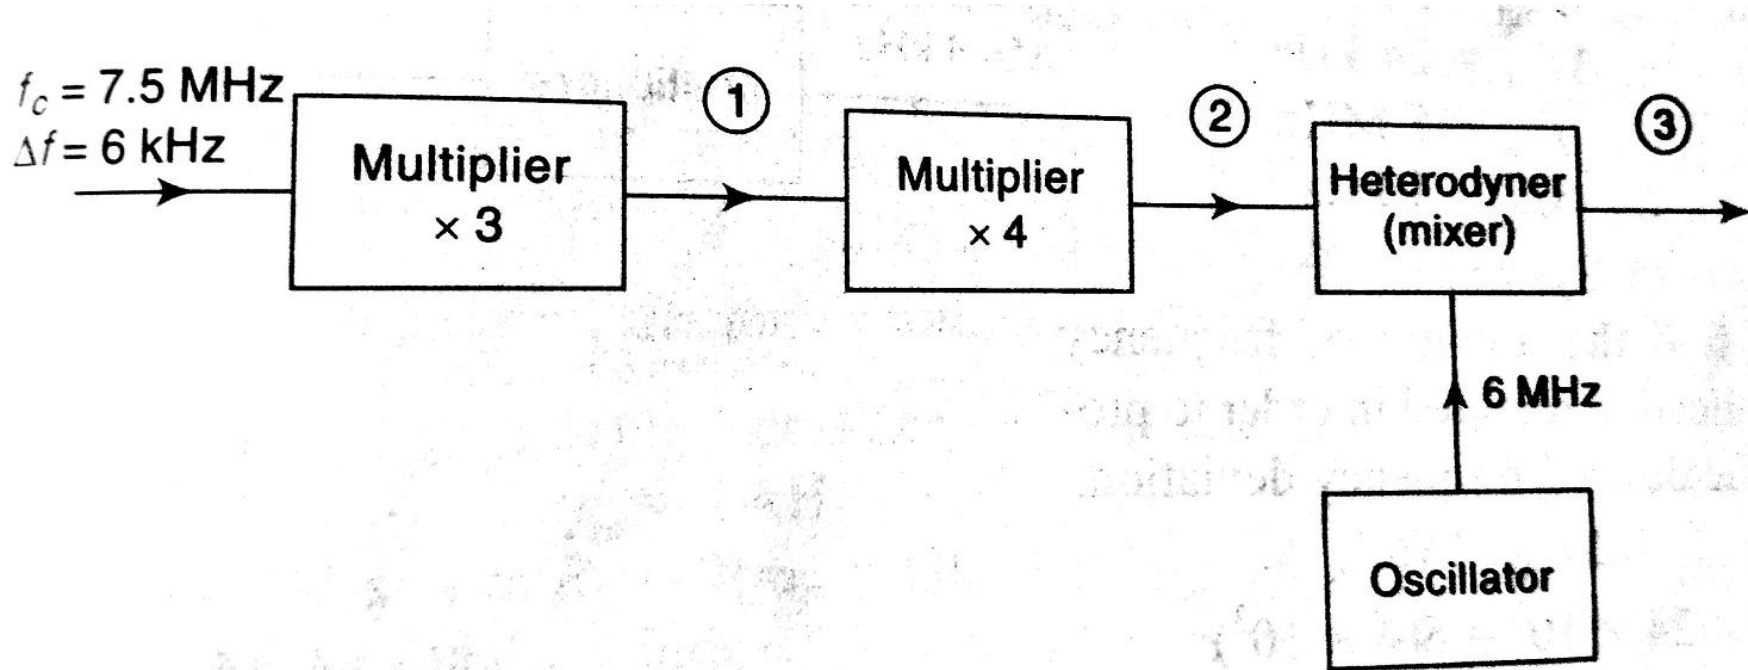 f_c = 7.5 MHz
Δf = 6 kHz
Multiplier
× 3
①
Multiplier
× 4
②
Heterodyner
(mixer)
③
6 MHz
Oscillator